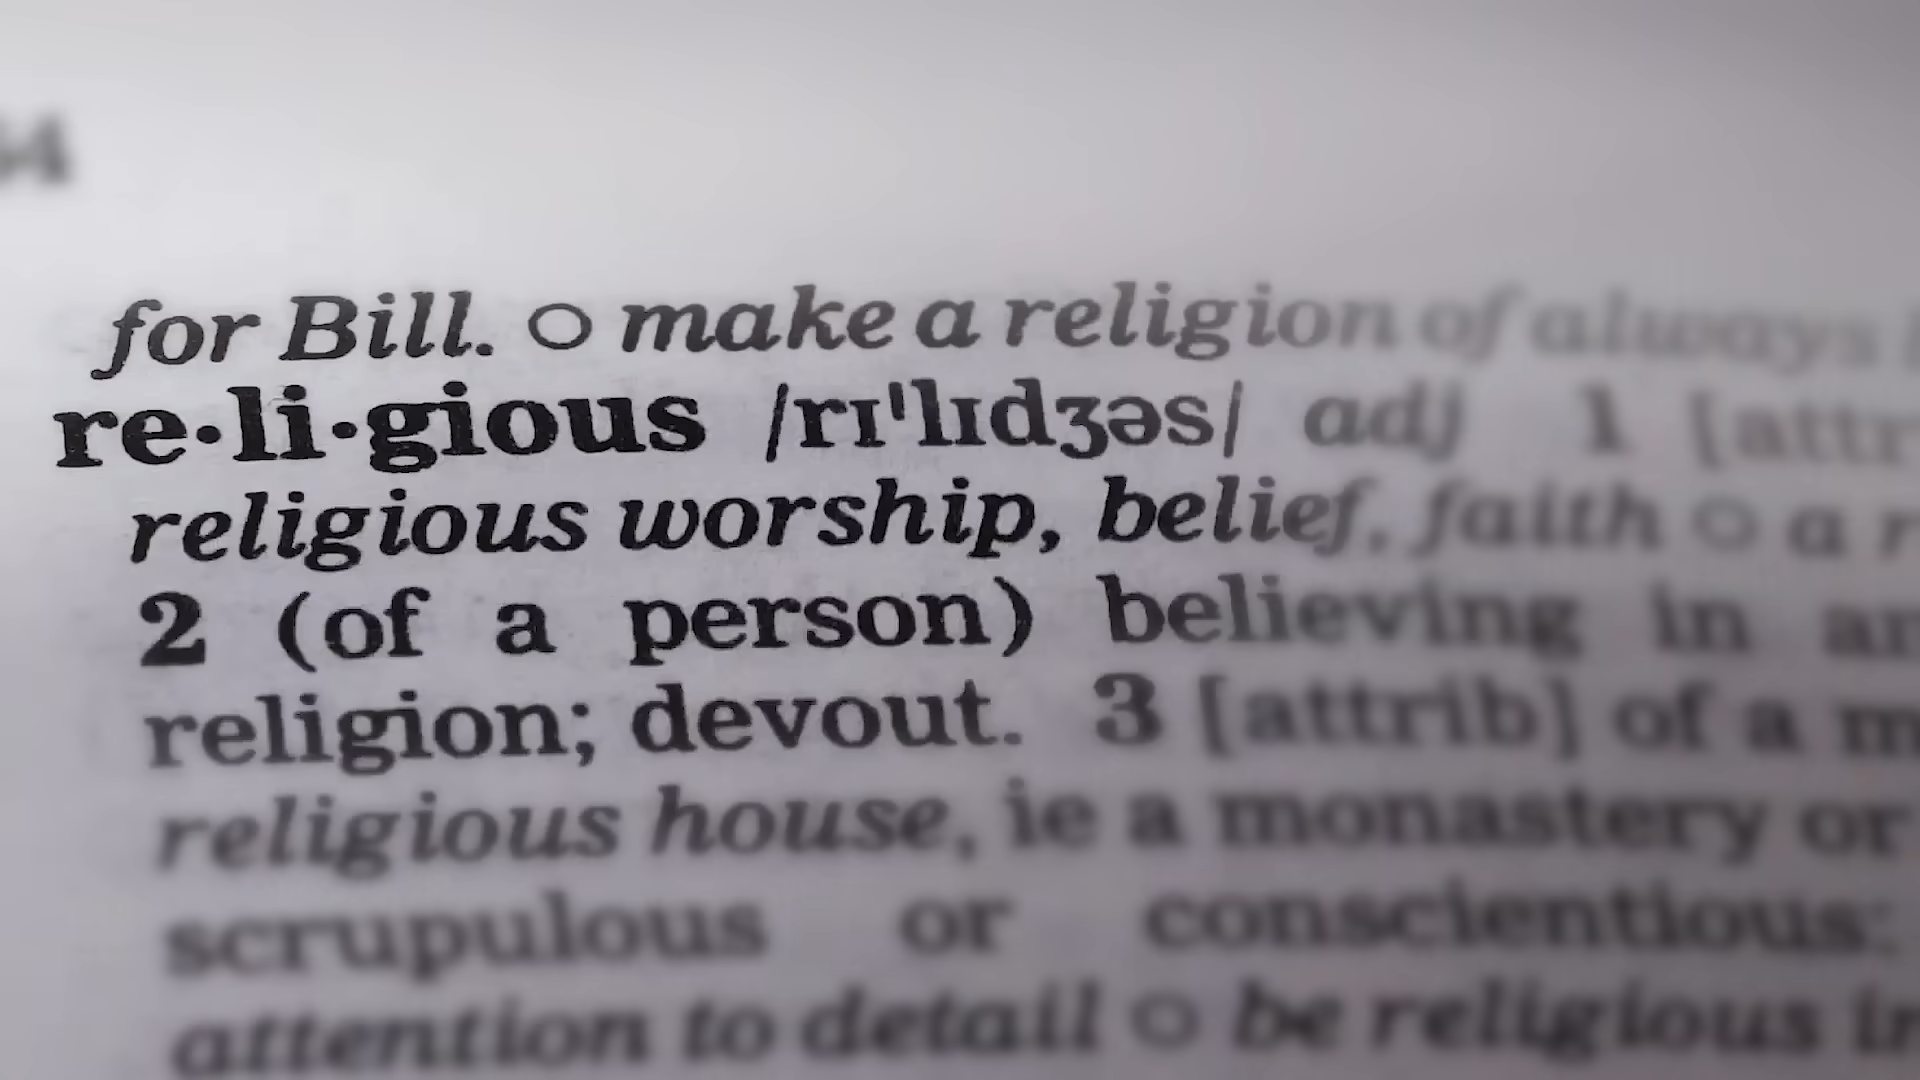 64
for Bill. ○ make a religion of always
re·li·gious /rɪˈlɪdʒəs/ adj 1 [attr
religious worship, belief, faith ○ a r
2 (of a person) believing in
religion; devout. 3 [attrib] of a m
religious house, ie a monastery or
scrupulous or conscientious:
attention to detail ○ be religious in